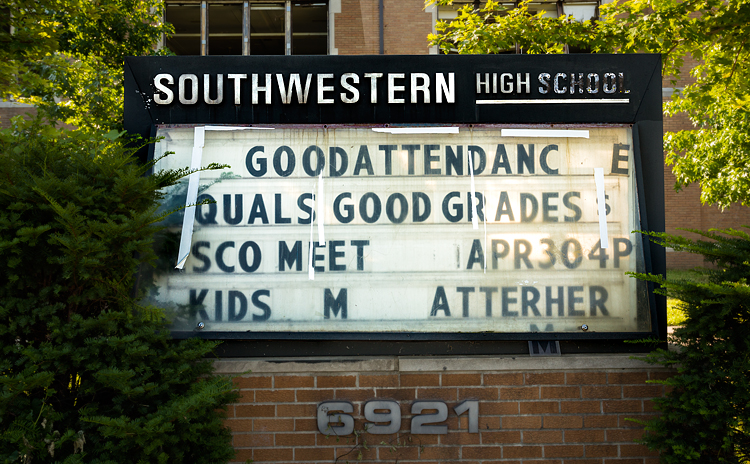 SOUTHWESTERN HIGH SCHOOL
GOODATTENDANC E
QUALS GOOD GRADES S
SCO MEET APR304P
KIDS M ATTERHER
M
6921